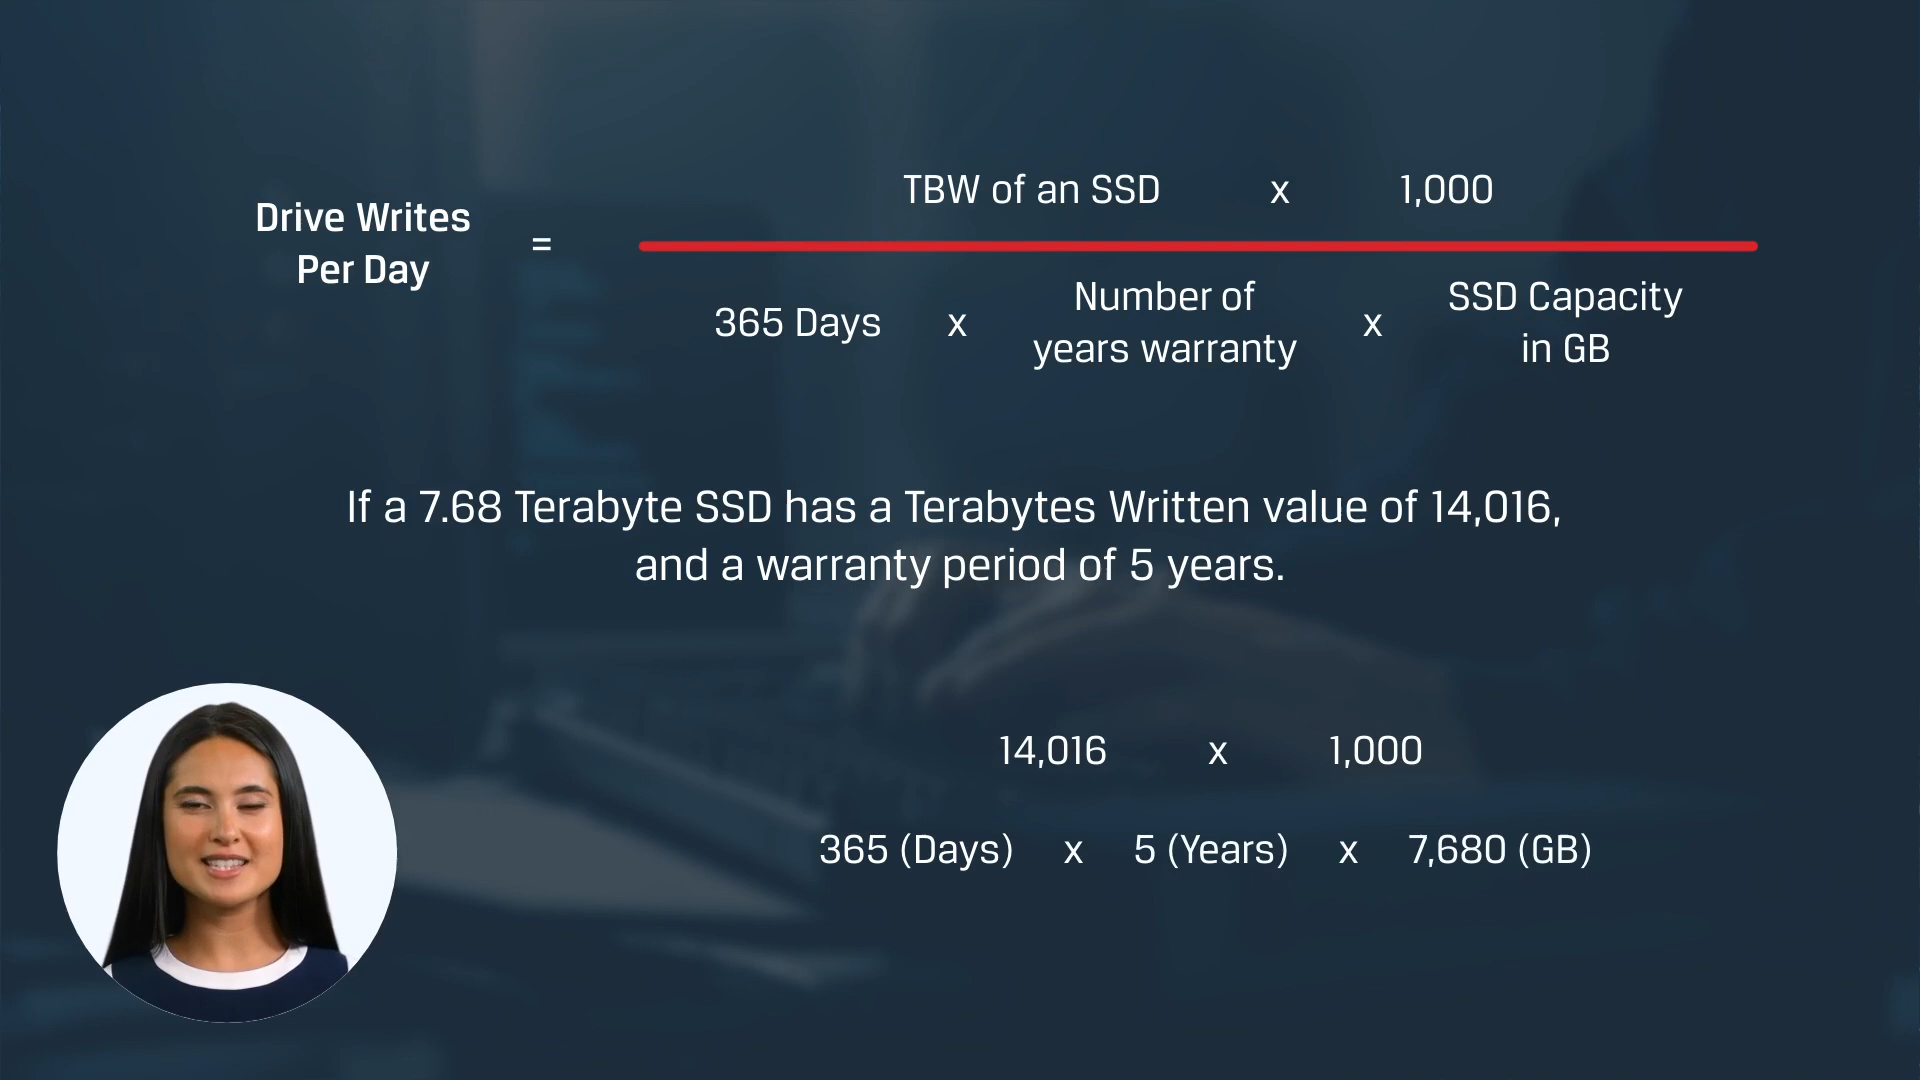 Drive Writes
Per Day
=
TBW of an SSD x 1,000
365 Days x Number of
years warranty x SSD Capacity
in GB
If a 7.68 Terabyte SSD has a Terabytes Written value of 14,016,
and a warranty period of 5 years.
14,016 x 1,000
365 (Days) x 5 (Years) x 7,680 (GB)